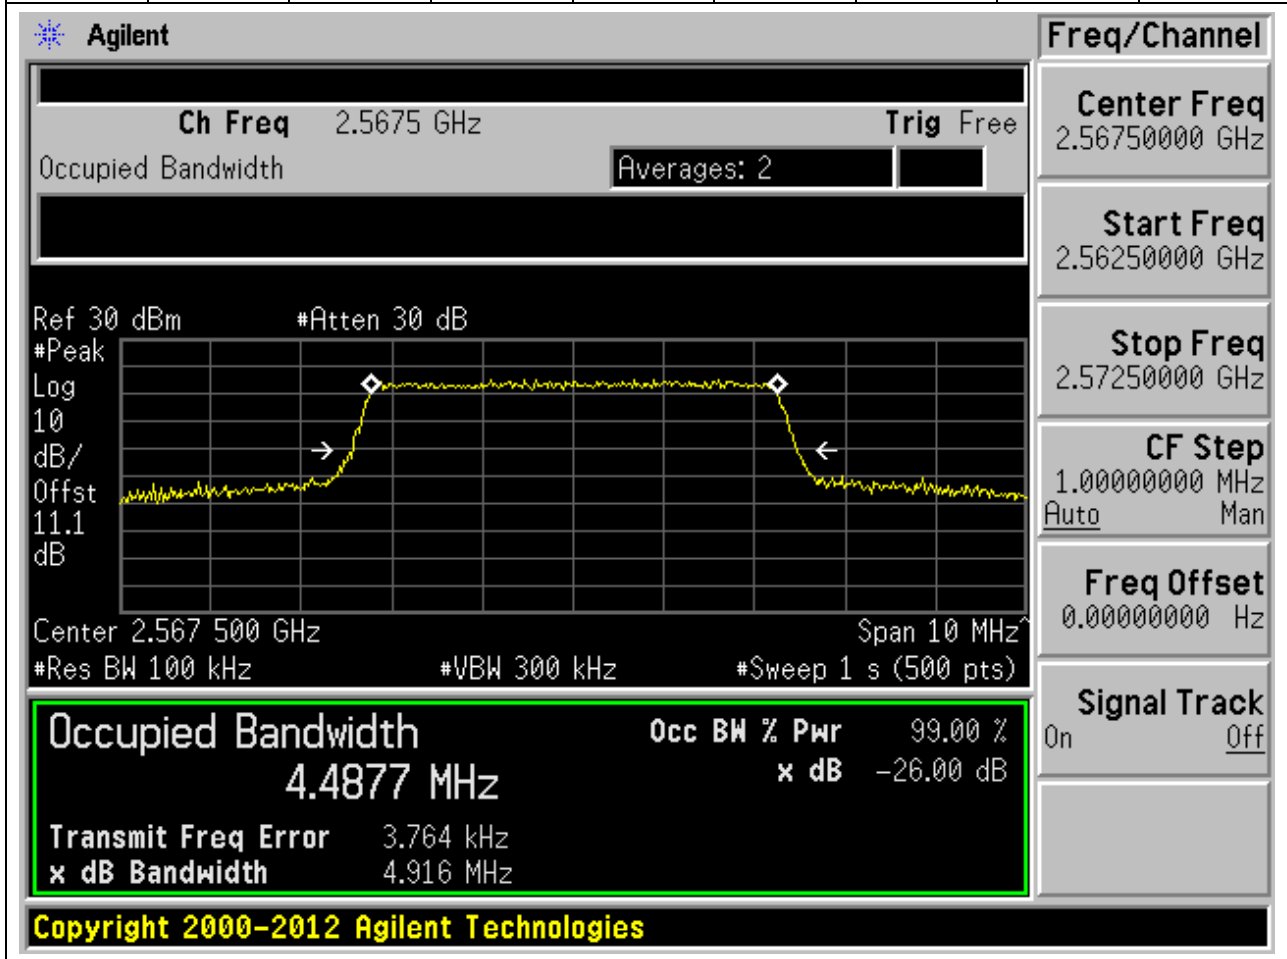 Agilent
Freq/Channel
Ch Freq 2.5675 GHz Trig Free
Occupied Bandwidth Averages: 2
Center Freq
2.56750000 GHz
Start Freq
2.56250000 GHz
Stop Freq
2.57250000 GHz
CF Step
1.00000000 MHz
Auto Man
Freq Offset
0.00000000 Hz
Signal Track
On Off
Ref 30 dBm #Atten 30 dB
#Peak
Log
10
dB/
Offst
11.1
dB
Center 2.567 500 GHz Span 10 MHz^
#Res BW 100 kHz #VBW 300 kHz #Sweep 1 s (500 pts)
Occupied Bandwidth Occ BW % Pwr 99.00 %
4.4877 MHz x dB -26.00 dB
Transmit Freq Error 3.764 kHz
x dB Bandwidth 4.916 MHz
Copyright 2000-2012 Agilent Technologies